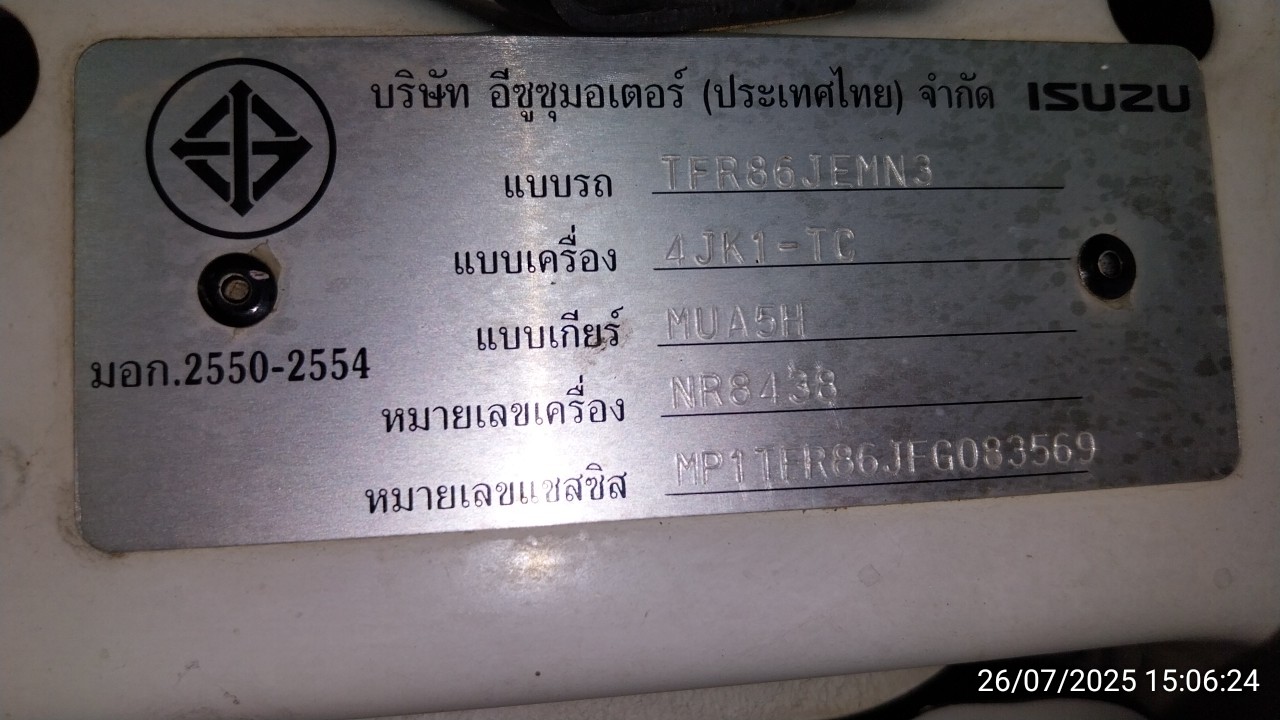 บริษัท อีซูซุมอเตอร์ (ประเทศไทย) จำกัด ISUZU
แบบรถ TFR86JEMN3
แบบเครื่อง 4JK1-TC
แบบเกียร์ MUA5H
มอก.2550-2554
หมายเลขเครื่อง NR8438
หมายเลขแชสซิส MP1TFR86JFG083569
26/07/2025 15:06:24